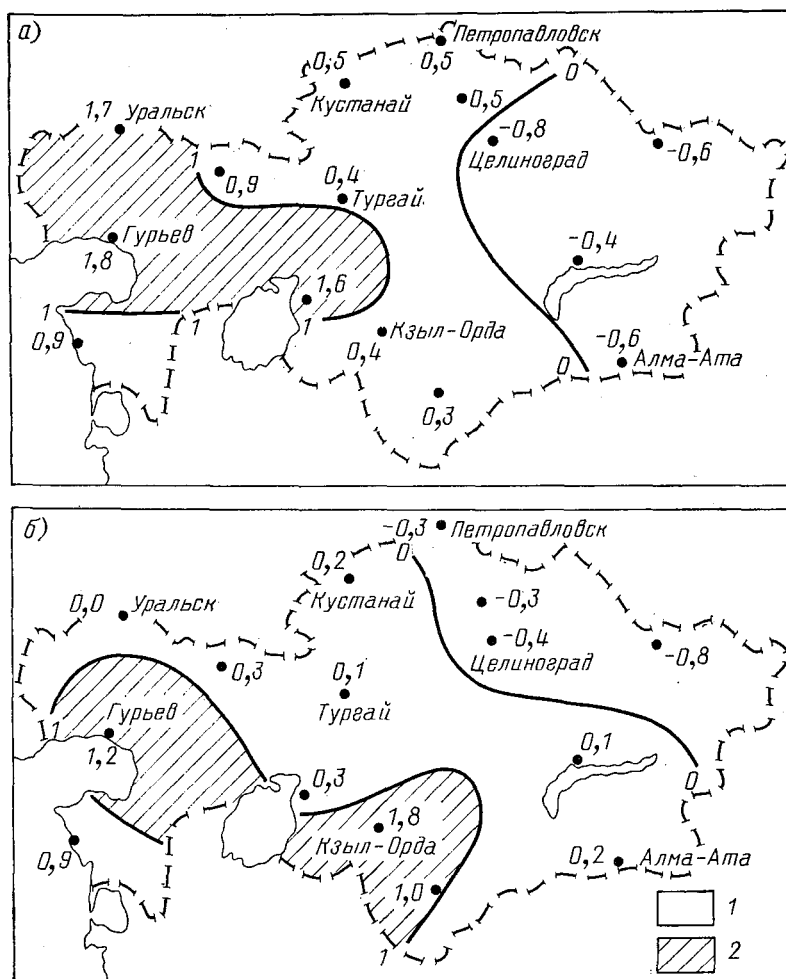 а)
Петропавловск
0,5
0,5
Кустанай
0
0,5
1,7
Уральск
-0,8
Целиноград
-0,6
1
0,9
0,4
Тургай
Гурьев
1,8
-0,4
1,6
1
1
1
0,9
Кзыл-Орда
0,4
-0,6
Алма-Ата
0
0,3
б)
-0,3
Петропавловск
0
0,2
Кустанай
-0,3
0,0
Уральск
-0,4
Целиноград
-0,8
0,3
0,1
Тургай
Гурьев
1
1,2
0,1
0
0,3
1,8
Кзыл-Орда
0,9
0,2
Алма-Ата
1,0
1
1
2